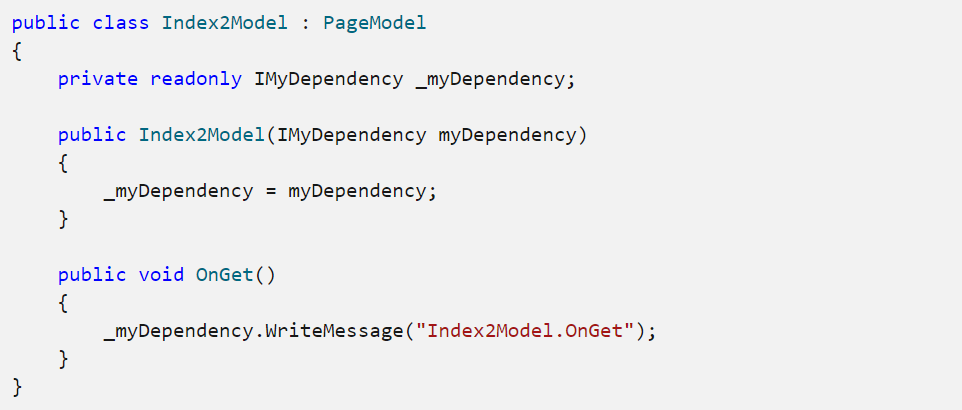 public class Index2Model : PageModel
{
    private readonly IMyDependency _myDependency;

    public Index2Model(IMyDependency myDependency)
    {
        _myDependency = myDependency;
    }

    public void OnGet()
    {
        _myDependency.WriteMessage("Index2Model.OnGet");
    }
}